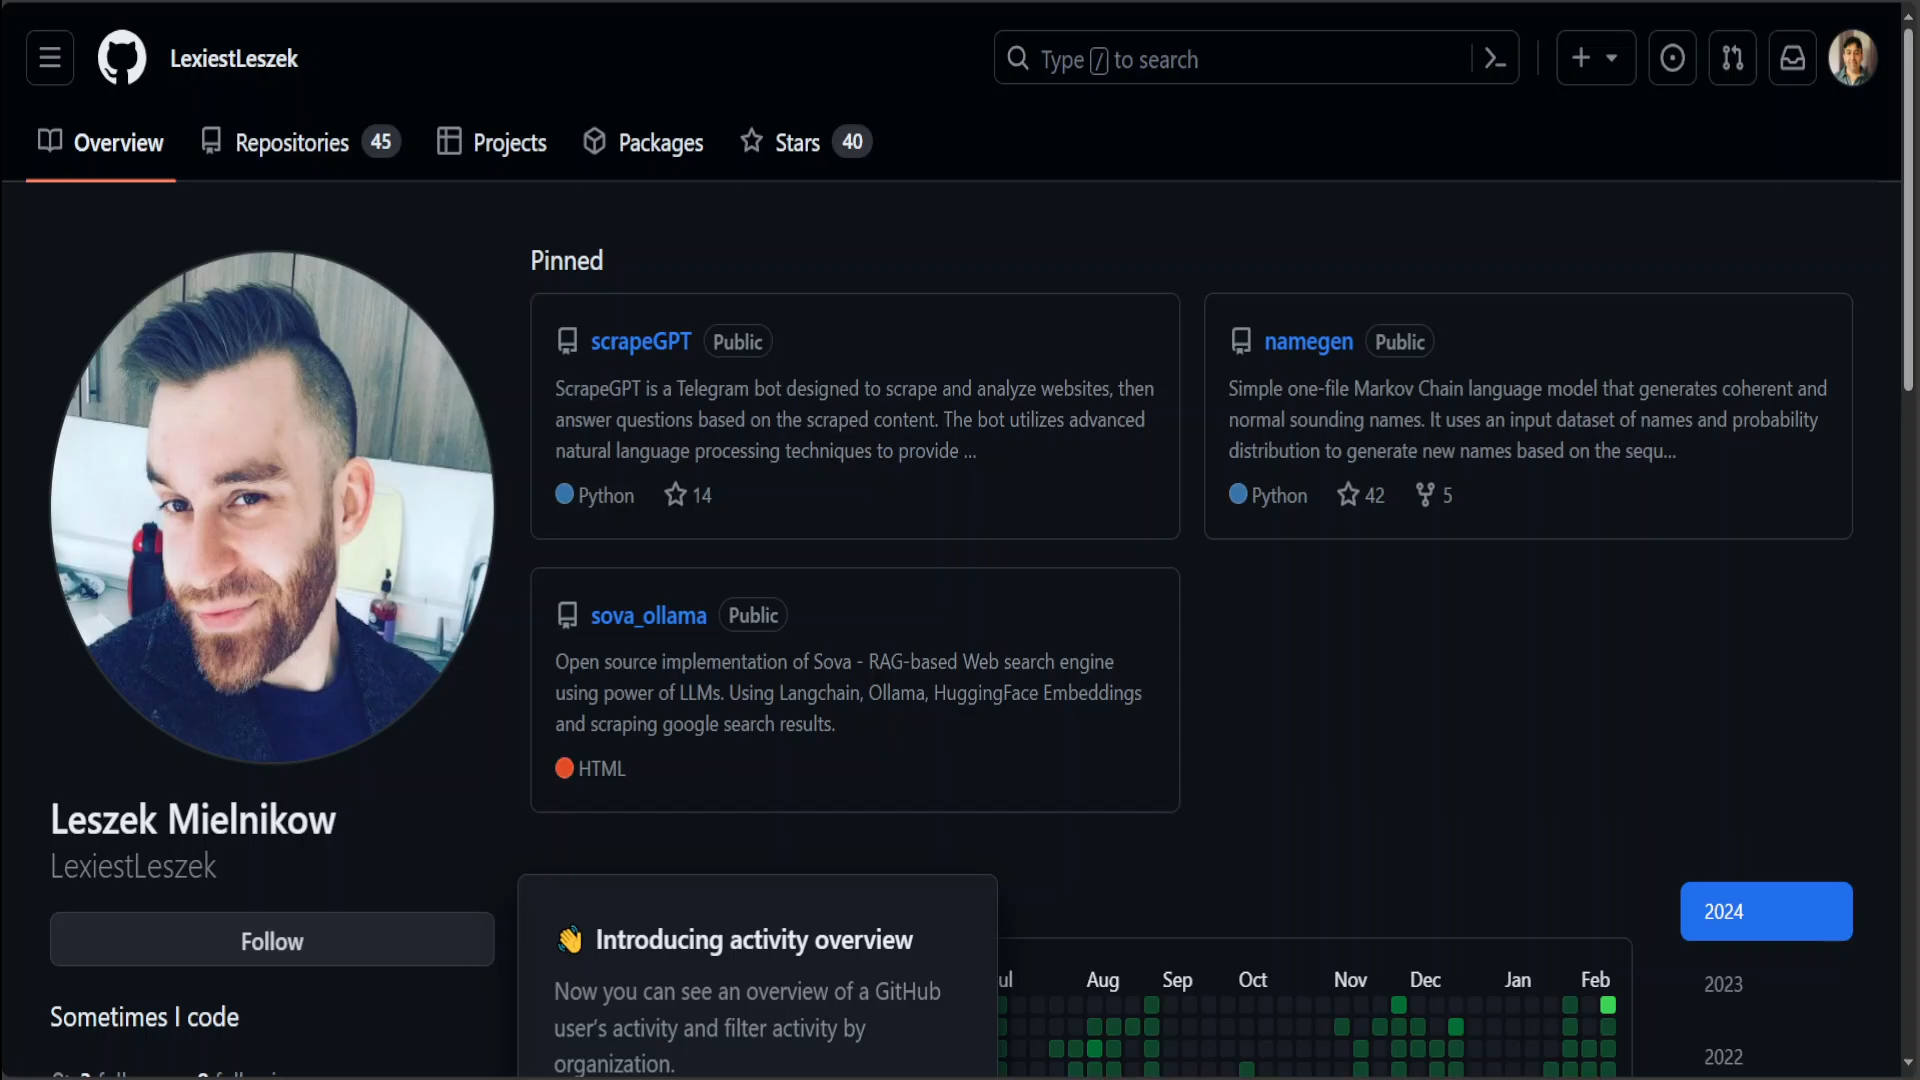 LexiestLeszek
Type / to search
Overview
Repositories 45
Projects
Packages
Stars 40
Pinned
scrapeGPT Public
ScrapeGPT is a Telegram bot designed to scrape and analyze websites, then
answer questions based on the scraped content. The bot utilizes advanced
natural language processing techniques to provide ...
Python 14
namegen Public
Simple one-file Markov Chain language model that generates coherent and
normal sounding names. It uses an input dataset of names and probability
distribution to generate new names based on the sequ...
Python 42 5
sova_ollama Public
Open source implementation of Sova - RAG-based Web search engine
using power of LLMs. Using Langchain, Ollama, HuggingFace Embeddings
and scraping google search results.
HTML
Leszek Mielnikow
LexiestLeszek
Follow
Sometimes I code
👋 Introducing activity overview
Now you can see an overview of a GitHub
user's activity and filter activity by
organization.
Aug Sep Oct Nov Dec Jan Feb
2024
2023
2022